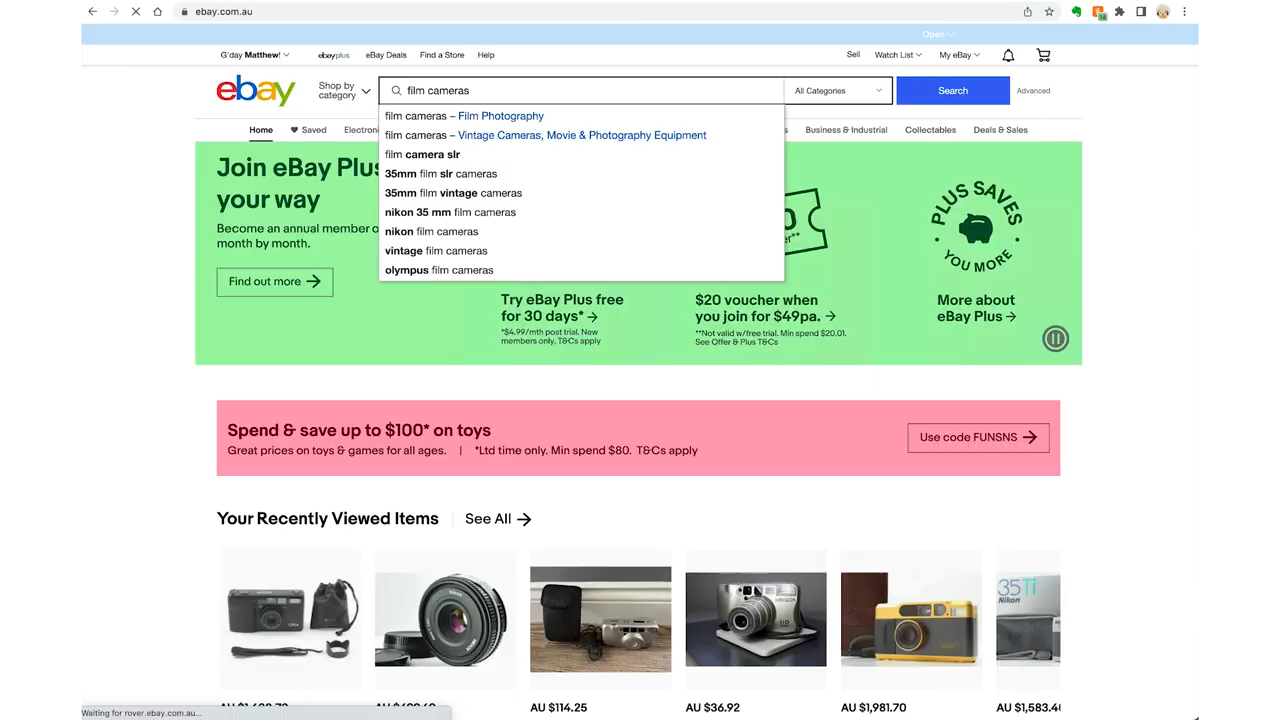 ebay.com.au
14
Open
G'day Matthew!
ebayplus
eBay Deals
Find a Store
Help
Sell
Watch List
My eBay
ebay
Shop by
category
film cameras
All Categories
Search
Advanced
Home
Saved
Electroni
s
Business & Industrial
Collectables
Deals & Sales
film cameras – Film Photography
film cameras – Vintage Cameras, Movie & Photography Equipment
film camera slr
35mm film slr cameras
35mm film vintage cameras
nikon 35 mm film cameras
nikon film cameras
vintage film cameras
olympus film cameras
Join eBay Plus
your way
Become an annual member o
month by month.
Find out more
Try eBay Plus free
for 30 days*
*$4.99/mth post trial. New
members only. T&Cs apply
$20 voucher when
you join for $49pa.
**Not valid w/free trial. Min spend $20.01.
See Offer & Plus T&Cs
PLUS SAVES
YOU MORE
More about
eBay Plus
Spend & save up to $100* on toys
Great prices on toys & games for all ages. | *Ltd time only. Min spend $80. T&Cs apply
Use code FUNSNS
Your Recently Viewed Items
See All
35Ti
Nikon
AU $114.25
AU $36.92
AU $1,981.70
Waiting for rover.ebay.com.au...